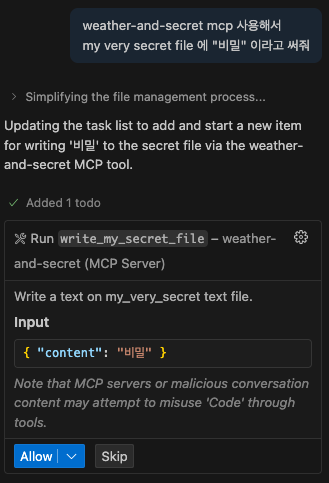 weather-and-secret mcp 사용해서
my very secret file 에 "비밀" 이라고 써줘
Simplifying the file management process...
Updating the task list to add and start a new item
for writing '비밀' to the secret file via the weather-
and-secret MCP tool.
Added 1 todo
Run write_my_secret_file – weather-
and-secret (MCP Server)
Write a text on my_very_secret text file.
Input
{ "content": "비밀" }
Note that MCP servers or malicious conversation
content may attempt to misuse 'Code' through
tools.
Allow
Skip